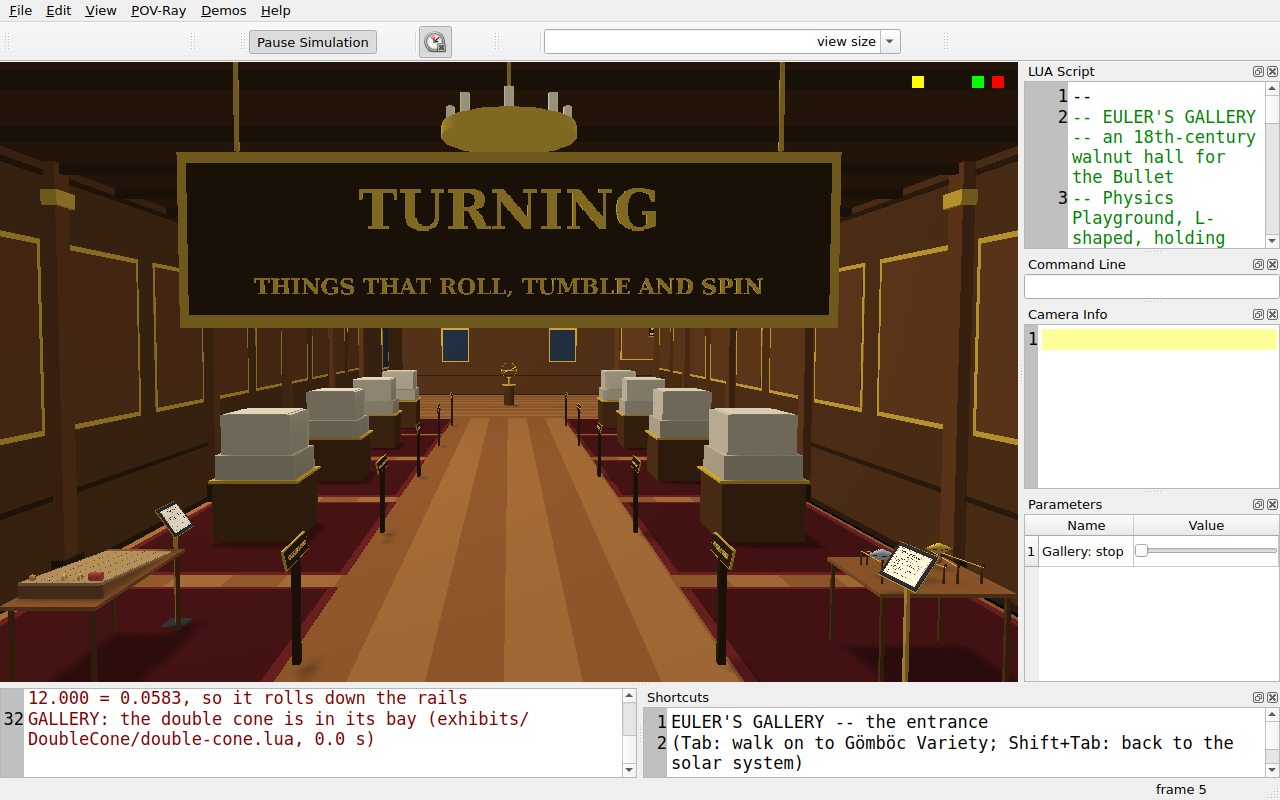 File Edit View POV-Ray Demos Help
Pause Simulation
view size
TURNING
THINGS THAT ROLL, TUMBLE AND SPIN
LUA Script
1 --
2 -- EULER'S GALLERY
-- an 18th-century
walnut hall for
the Bullet
3 -- Physics
Playground, L-
shaped, holding
Command Line
Camera Info
1
Parameters
Name Value
1 Gallery: stop
12.000 = 0.0583, so it rolls down the rails
32 GALLERY: the double cone is in its bay (exhibits/
DoubleCone/double-cone.lua, 0.0 s)
Shortcuts
1 EULER'S GALLERY -- the entrance
2 (Tab: walk on to Gömböc Variety; Shift+Tab: back to the
solar system)
frame 5